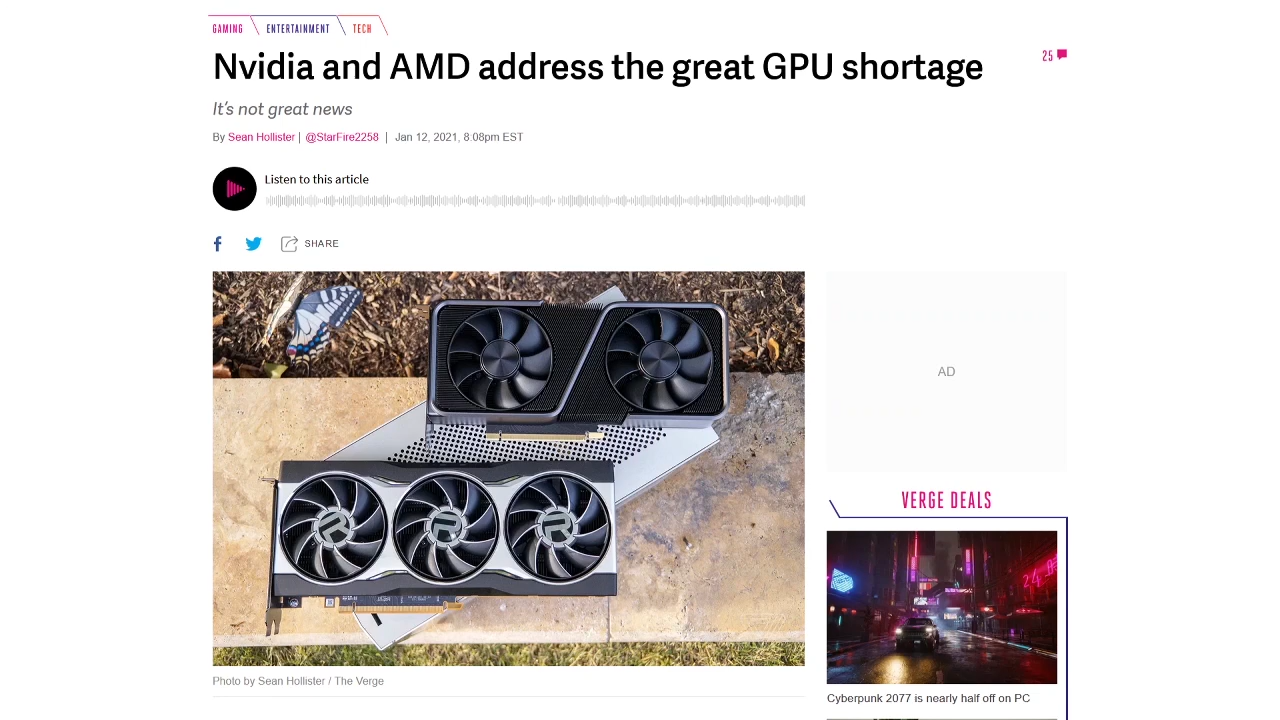 GAMING ENTERTAINMENT TECH
Nvidia and AMD address the great GPU shortage
25
It's not great news
By Sean Hollister | @StarFire2258 | Jan 12, 2021, 8:08pm EST
Listen to this article
SHARE
AD
VERGE DEALS
Photo by Sean Hollister / The Verge
Cyberpunk 2077 is nearly half off on PC